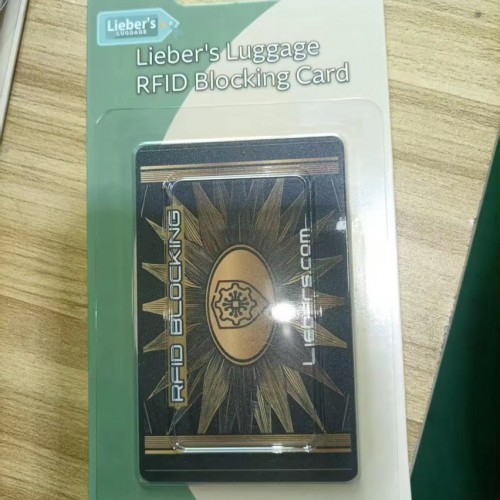 Lieber's
LUGGAGE
Lieber's Luggage
RFID Blocking Card
RFID BLOCKING
Liebers.com